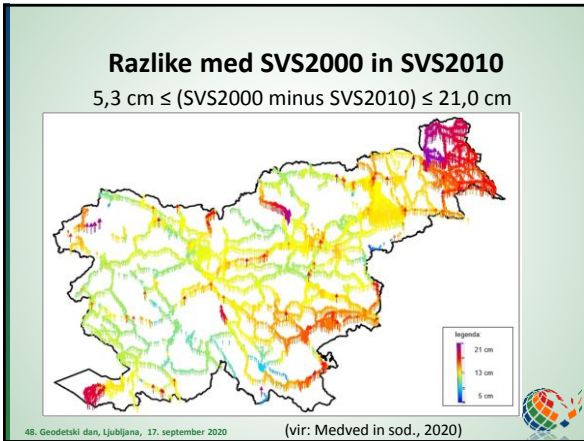 Razlike med SVS2000 in SVS2010
5,3 cm ≤ (SVS2000 minus SVS2010) ≤ 21,0 cm
legenda:
21 cm
13 cm
5 cm
48. Geodetski dan, Ljubljana, 17. september 2020
(vir: Medved in sod., 2020)